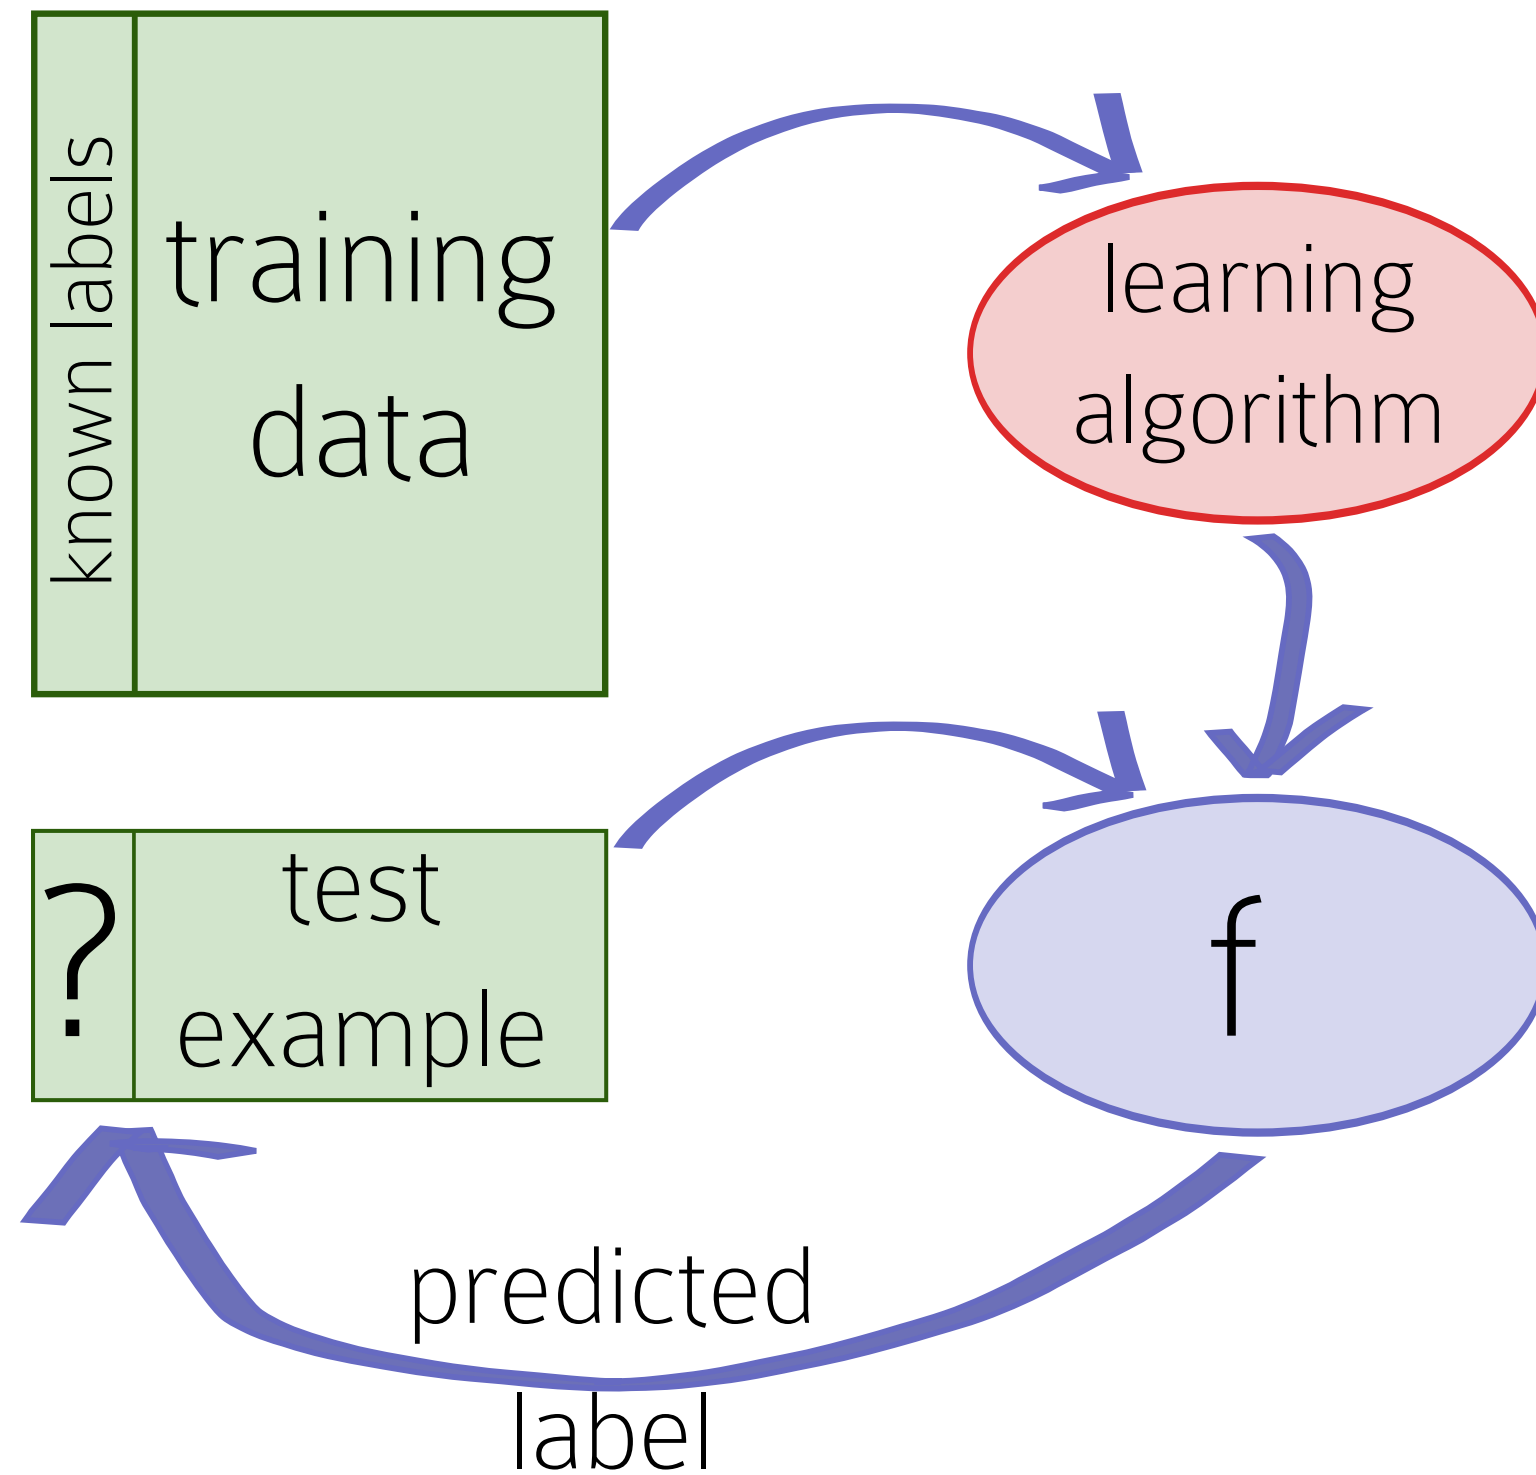 known labels
training
data
learning
algorithm
?
test
example
f
predicted
label